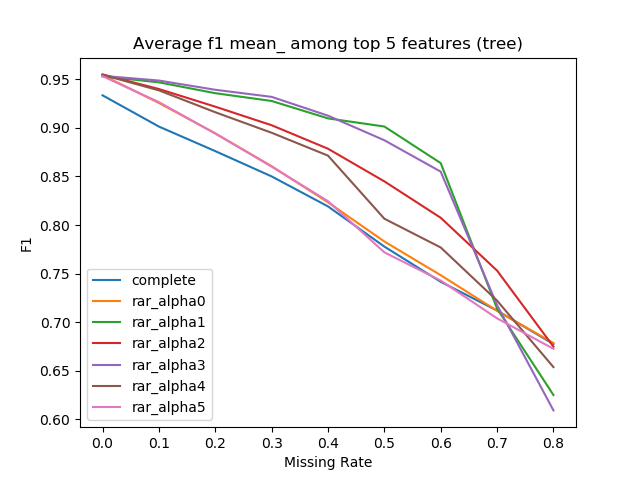 Average f1 mean_ among top 5 features (tree)
F1
0.95
0.90
0.85
0.80
0.75
0.70
0.65
0.60
complete
rar_alpha0
rar_alpha1
rar_alpha2
rar_alpha3
rar_alpha4
rar_alpha5
0.0 0.1 0.2 0.3 0.4 0.5 0.6 0.7 0.8
Missing Rate